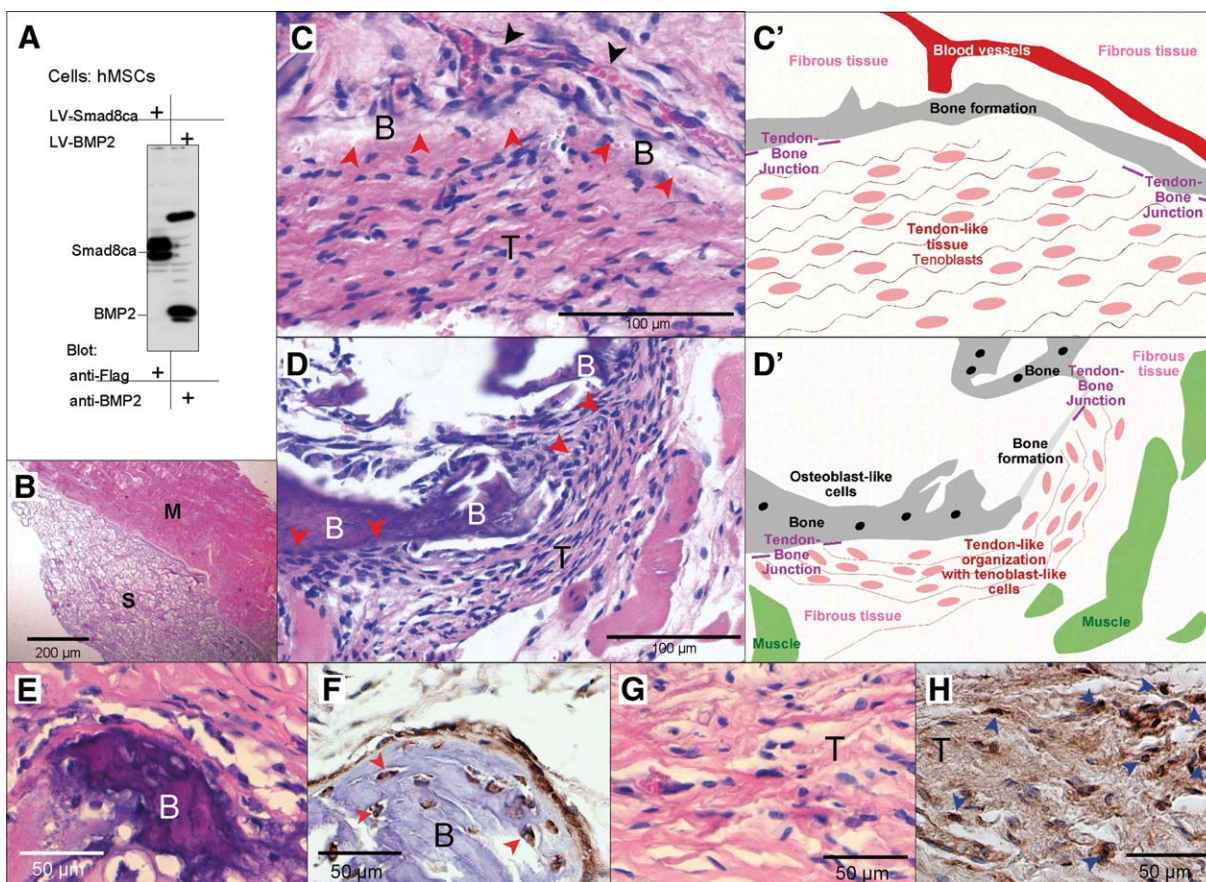 A
Cells: hMSCs
LV-Smad8ca +
LV-BMP2 +
Smad8ca
BMP2
Blot:
anti-Flag +
anti-BMP2 +
B
M
S
200 µm
C
B
B
T
100 µm
C'
Fibrous tissue
Blood vessels
Fibrous tissue
Bone formation
Tendon-
Bone
Junction
Tendon-
Bone
Junction
Tendon-like
tissue
Tenoblasts
D
B
B
B
T
100 µm
D'
Bone
Tendon-
Bone
Junction
Fibrous
tissue
Bone
formation
Osteoblast-like
cells
Bone
Tendon-
Bone
Junction
Tendon-like
organization
with tenoblast-like
cells
Fibrous tissue
Muscle
Muscle
E
B
50 µm
F
B
50 µm
G
T
50 µm
H
T
50 µm